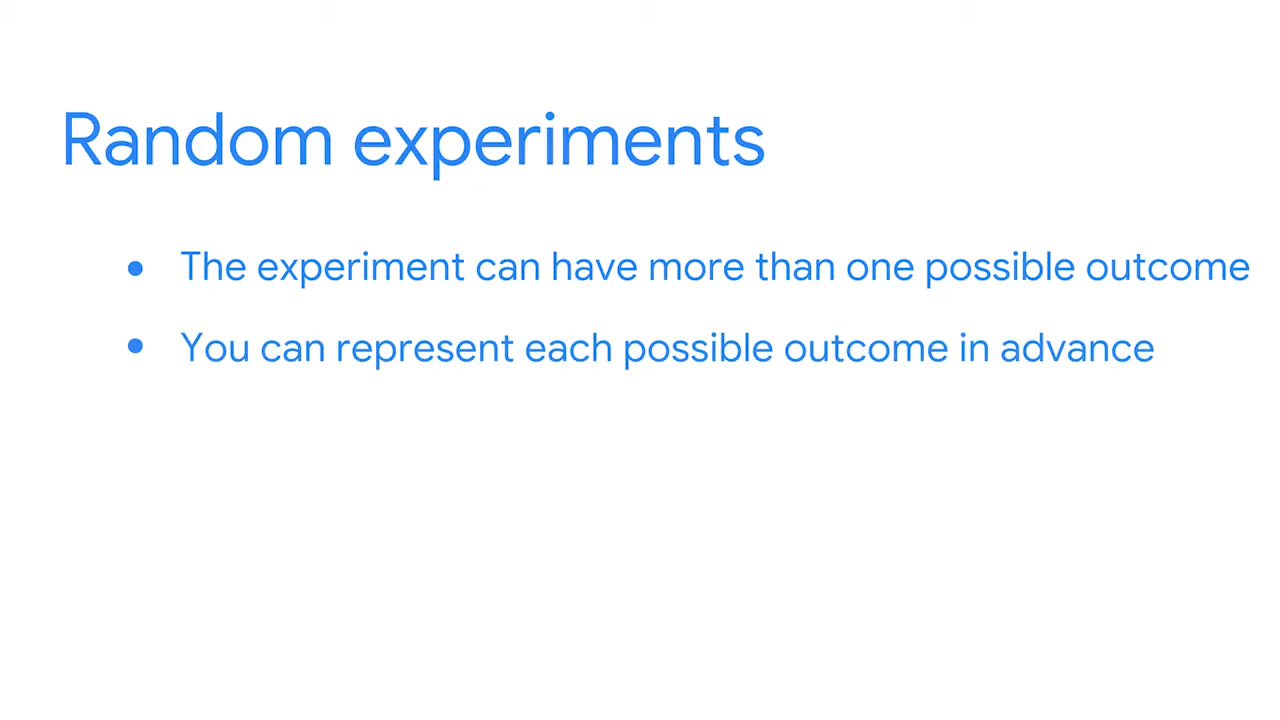 Random experiments
• The experiment can have more than one possible outcome
• You can represent each possible outcome in advance